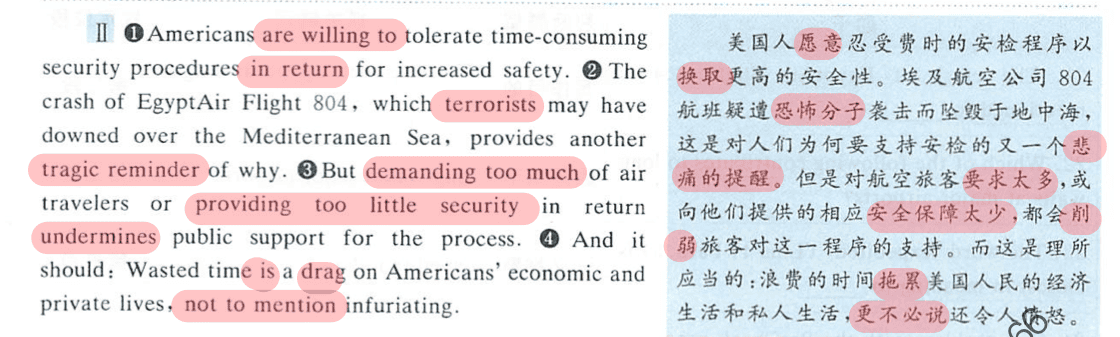 Ⅱ ❶Americans are willing to tolerate time-consuming
security procedures in return for increased safety. ❷ The
crash of EgyptAir Flight 804, which terrorists may have
downed over the Mediterranean Sea, provides another
tragic reminder of why. ❸But demanding too much of air
travelers or providing too little security in return
undermines public support for the process. ❹ And it
should: Wasted time is a drag on Americans' economic and
private lives, not to mention infuriating.
美国人愿意忍受费时的安检程序以
换取更高的安全性。埃及航空公司 804
航班疑遭恐怖分子袭击而坠毁于地中海，
这是对人们为何要支持安检的又一个悲
痛的提醒。但是对航空旅客要求太多，或
向他们提供的相应安全保障太少，都会削
弱旅客对这一程序的支持。而这是理所
应当的：浪费的时间拖累美国人民的经济
生活和私人生活，更不必说还令人愤怒。